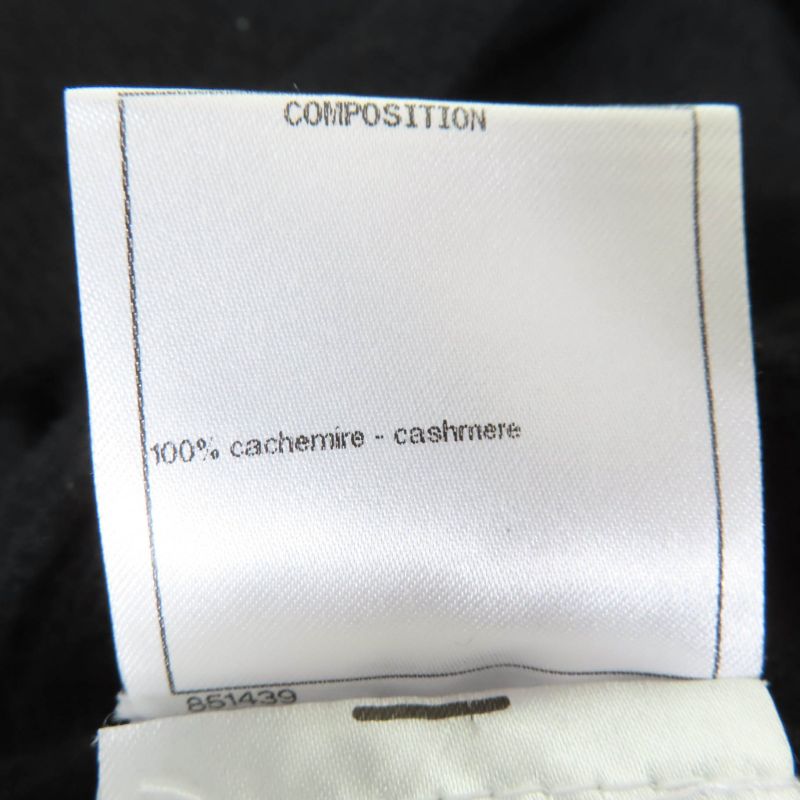 COMPOSITION
100% cachemire - cashmere
851439